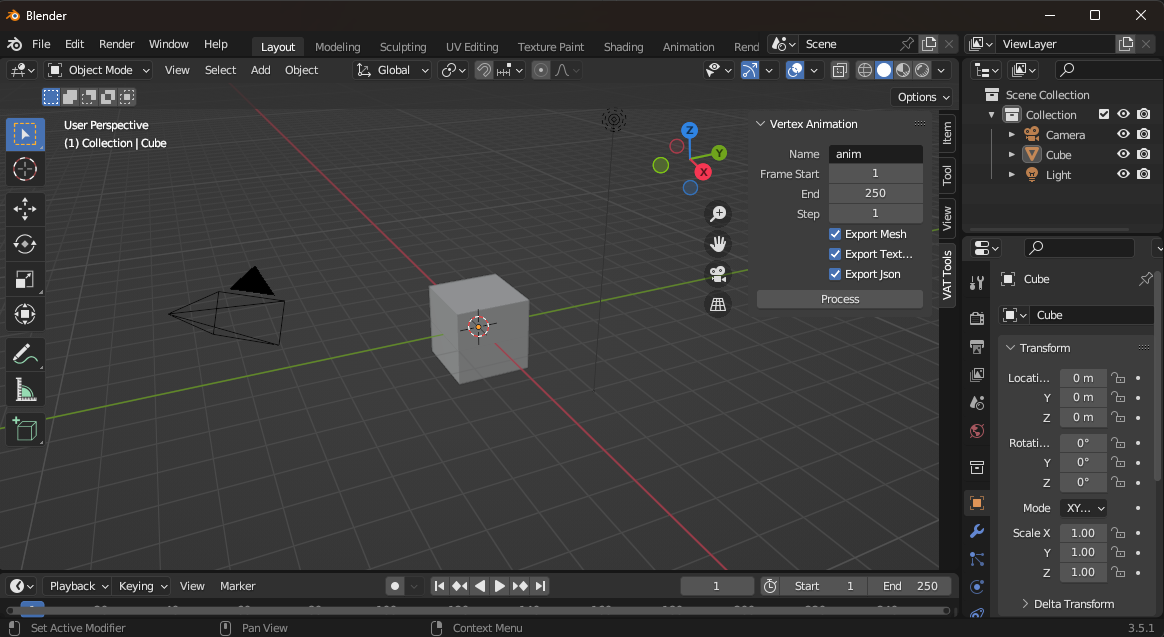 Blender
File Edit Render Window Help Layout Modeling Sculpting UV Editing Texture Paint Shading Animation Rend Scene ViewLayer
Object Mode View Select Add Object Global
Options
User Perspective
(1) Collection | Cube
Z
Y
X
Vertex Animation
Name anim
Frame Start 1
End 250
Step 1
Export Mesh
Export Text...
Export Json
Process
Item
Tool
View
VAT Tools
Scene Collection
Collection
Camera
Cube
Light
Cube
Cube
Transform
Locati... 0 m
Y 0 m
Z 0 m
Rotati... 0°
Y 0°
Z 0°
Mode XY...
Scale X 1.00
Y 1.00
Z 1.00
Delta Transform
Playback Keying View Marker 1 Start 1 End 250
Set Active Modifier Pan View Context Menu 3.5.1